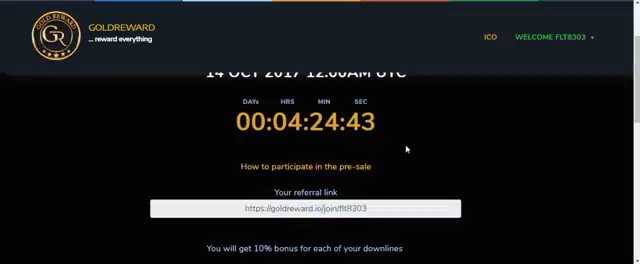 GOLD REWARD
GR
GOLDREWARD
... reward everything
ICO
WELCOME FLT8303
14 OCT 2017 12:00AM UTC
DAYs HRS MIN SEC
00:04:24:43
How to participate in the pre-sale
Your referral link
https://goldreward.io/join/flt8303
You will get 10% bonus for each of your downlines